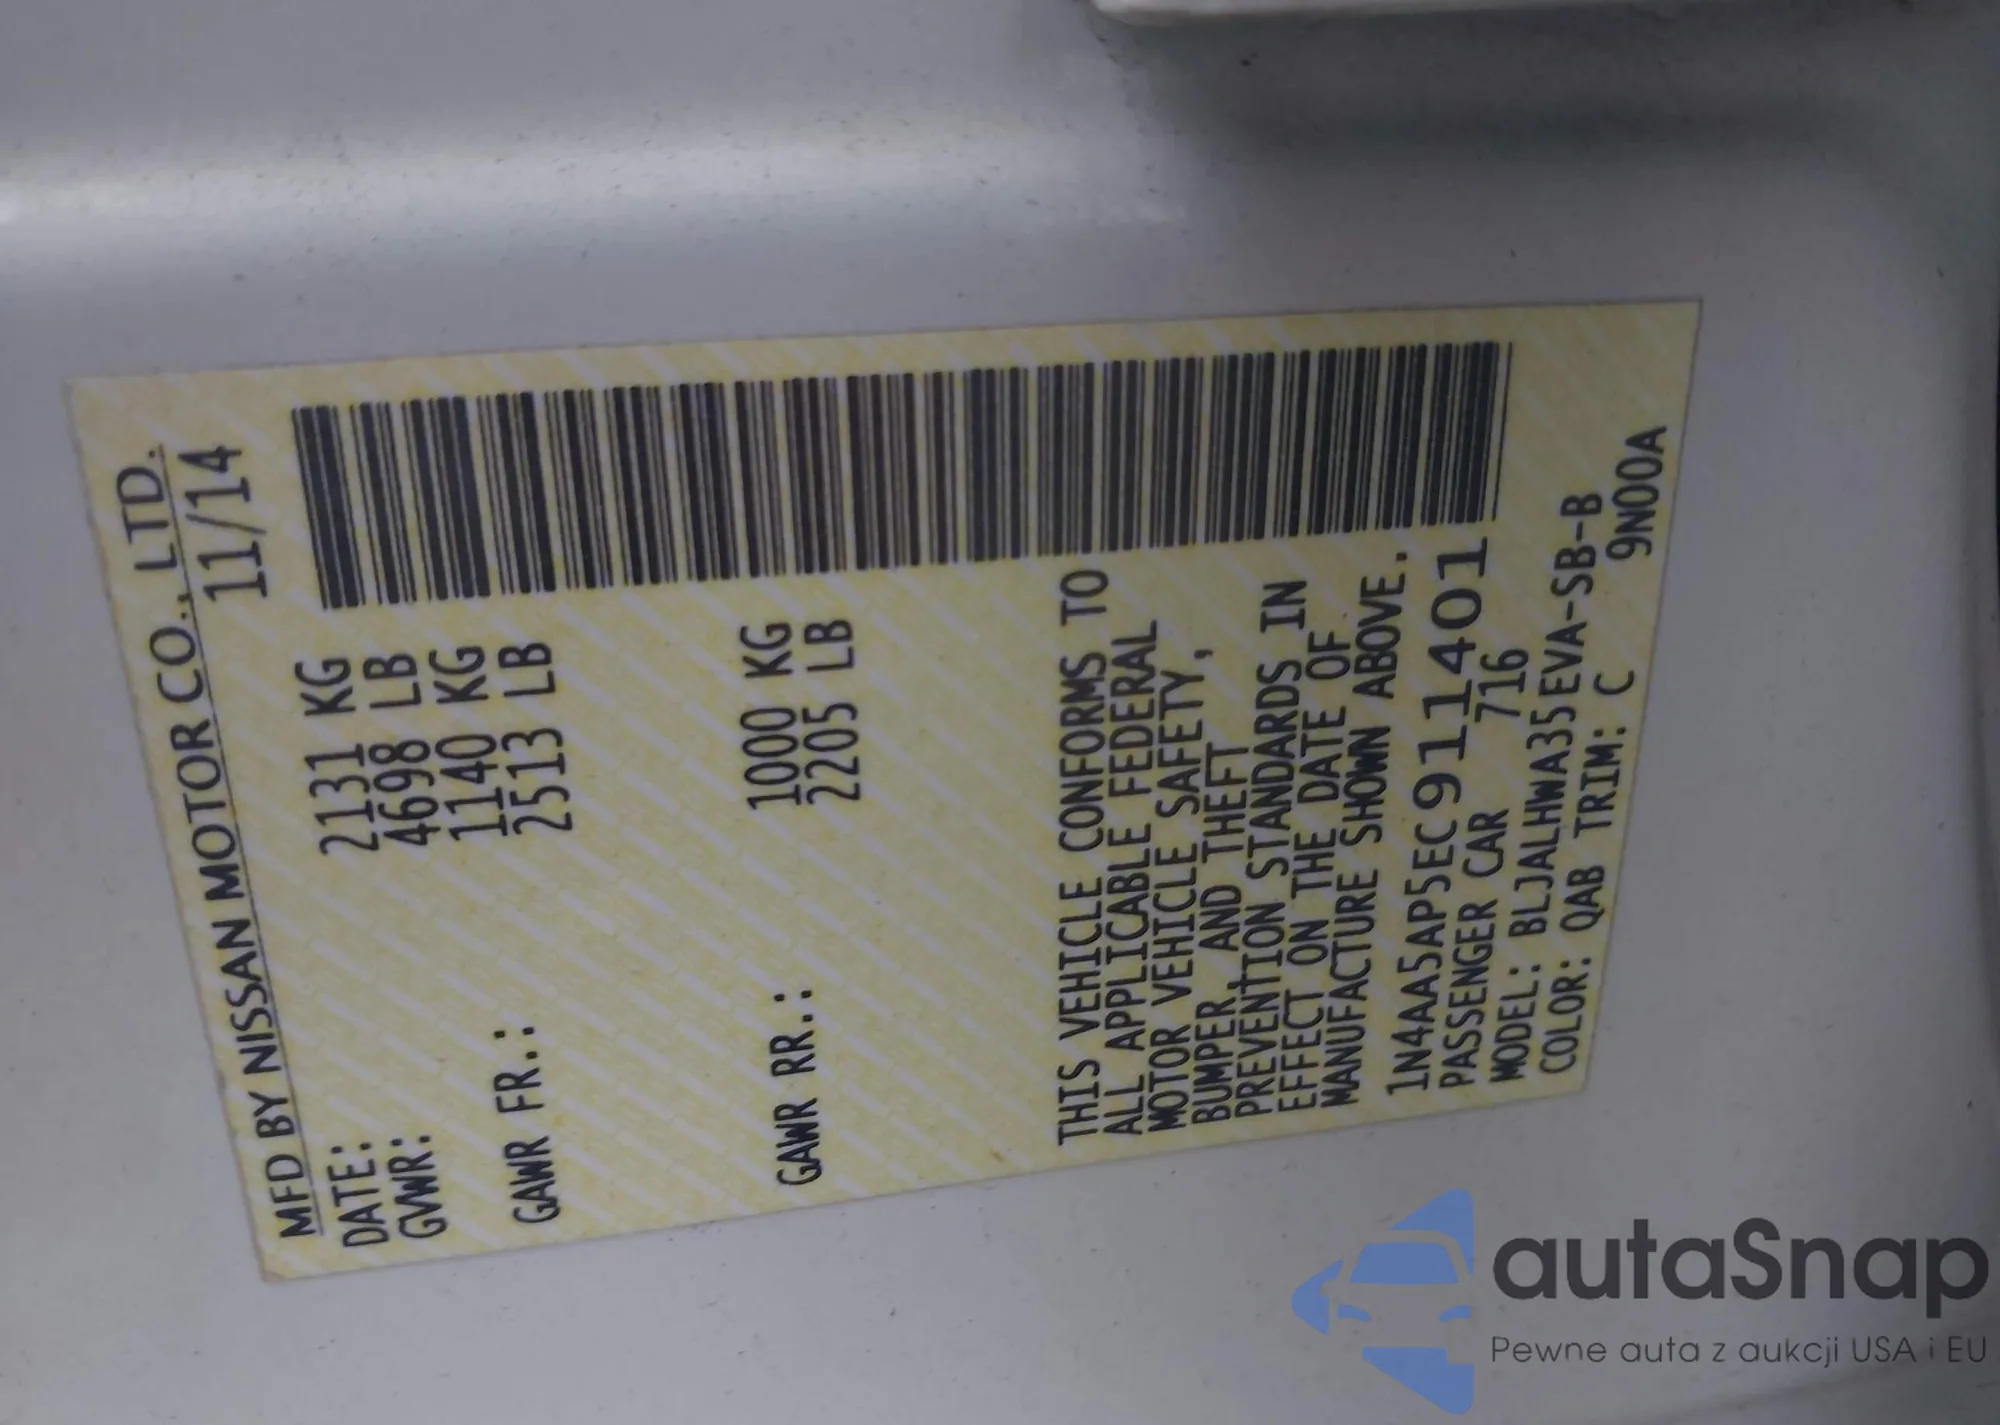 MFD BY NISSAN MOTOR CO., LTD.
DATE: 11/14
GVWR: 2131 KG
4698 LB
GAWR FR.: 1140 KG
2513 LB
GAWR RR.: 1000 KG
2205 LB
THIS VEHICLE CONFORMS TO
ALL APPLICABLE FEDERAL
MOTOR VEHICLE SAFETY,
BUMPER, AND THEFT
PREVENTION STANDARDS IN
EFFECT ON THE DATE OF
MANUFACTURE SHOWN ABOVE.
1N4AA5AP5EC911401
PASSENGER CAR 716
MODEL: BLJALHWA35EVA-SB-B
COLOR: QAB TRIM: C 9N00A
autaSnap
Pewne auta z aukcji USA i EU